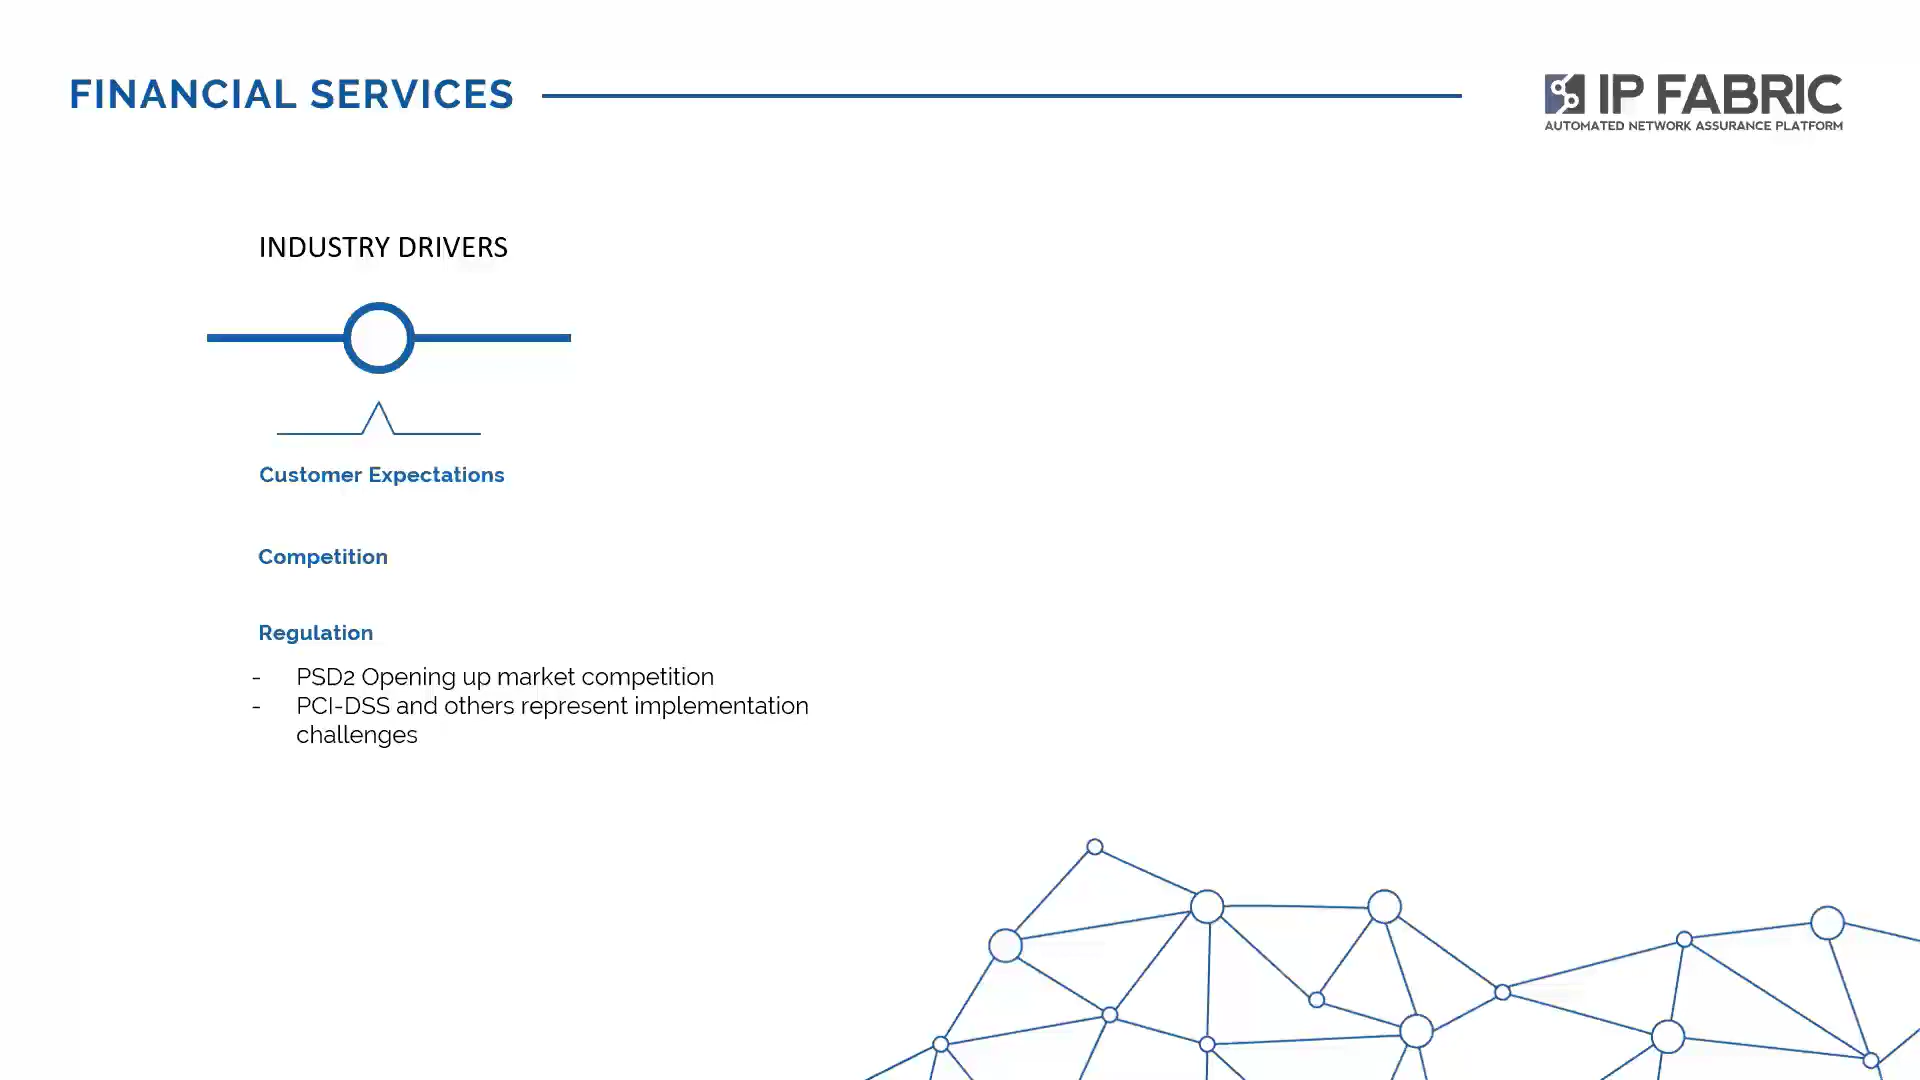 FINANCIAL SERVICES
IP FABRIC
AUTOMATED NETWORK ASSURANCE PLATFORM
INDUSTRY DRIVERS
Customer Expectations
Competition
Regulation
- PSD2 Opening up market competition
- PCI-DSS and others represent implementation
challenges